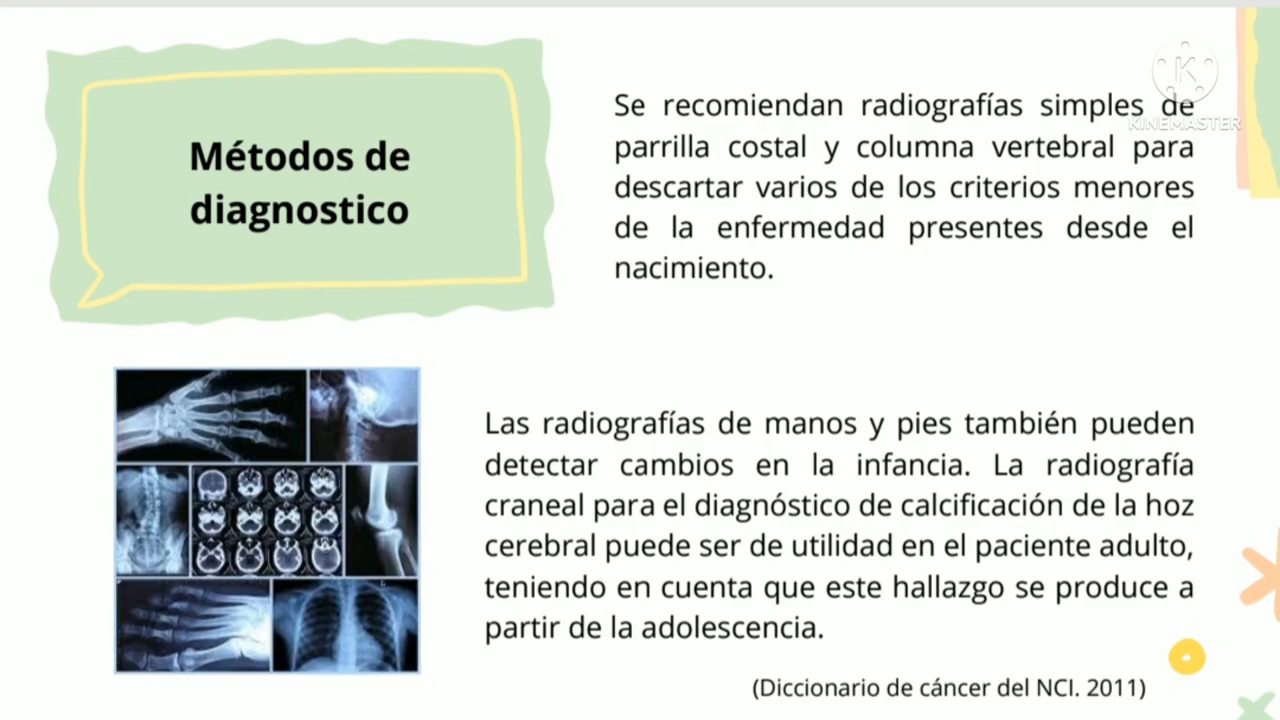 Métodos de
diagnostico
Se recomiendan radiografías simples de
parrilla costal y columna vertebral para
descartar varios de los criterios menores
de la enfermedad presentes desde el
nacimiento.
K
KINEMASTER
Las radiografías de manos y pies también pueden
detectar cambios en la infancia. La radiografía
craneal para el diagnóstico de calcificación de la hoz
cerebral puede ser de utilidad en el paciente adulto,
teniendo en cuenta que este hallazgo se produce a
partir de la adolescencia.
(Diccionario de cáncer del NCI. 2011)